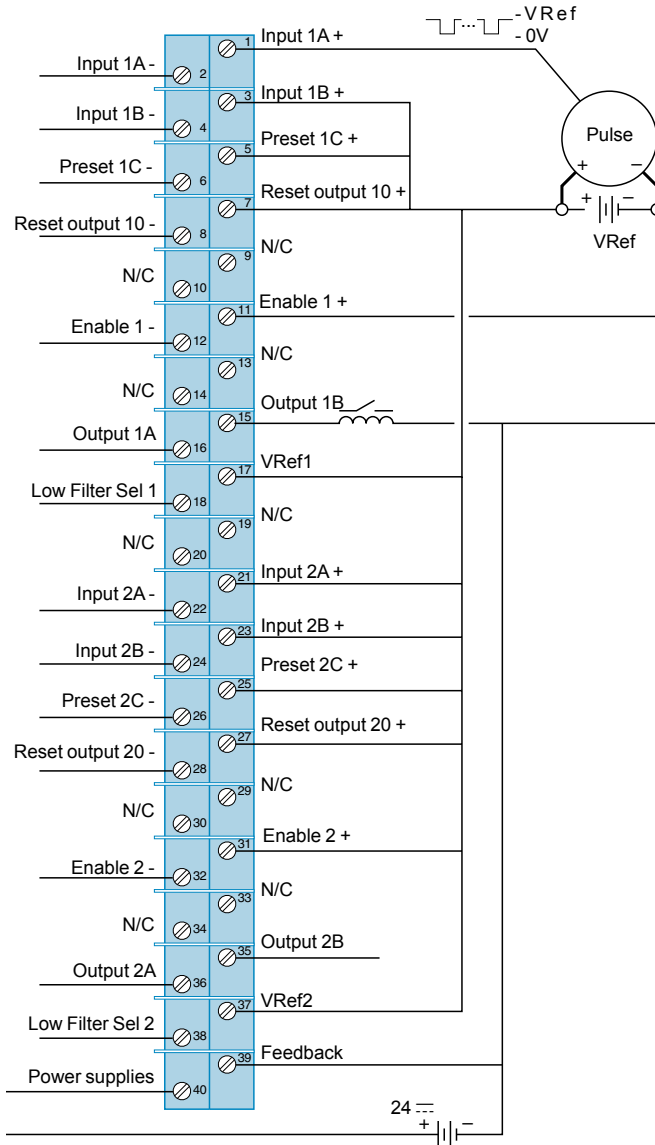 - VRef
- 0V
1 Input 1A +
Input 1A - 2
3 Input 1B +
Input 1B - 4
5 Preset 1C +
Preset 1C - 6
7 Reset output 10 +
Reset output 10 - 8
9 N/C
N/C 10
11 Enable 1 +
Enable 1 - 12
13 N/C
N/C 14
15 Output 1B
Output 1A 16
17 VRef1
Low Filter Sel 1 18
19 N/C
N/C 20
21 Input 2A +
Input 2A - 22
23 Input 2B +
Input 2B - 24
25 Preset 2C +
Preset 2C - 26
27 Reset output 20 +
Reset output 20 - 28
29 N/C
N/C 30
31 Enable 2 +
Enable 2 - 32
33 N/C
N/C 34
35 Output 2B
Output 2A 36
37 VRef2
Low Filter Sel 2 38
39 Feedback
Power supplies 40
Pulse
+ −
+ −
VRef
24
+ −